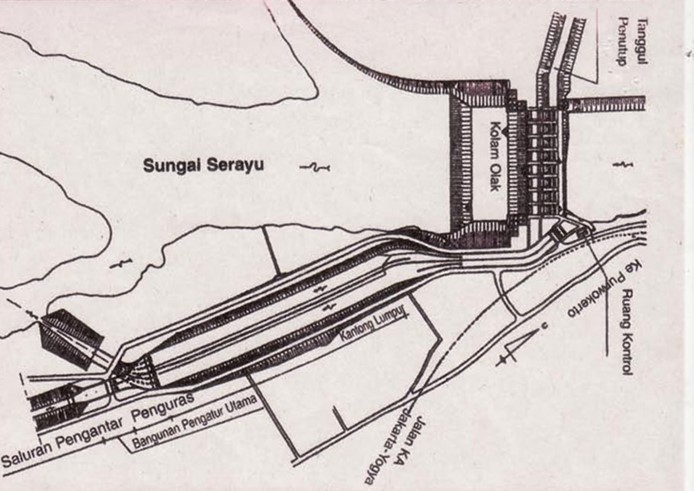 Tanggul
Penutup
Kolam Olak
Sungai Serayu
Ke Purwokerto
Ruang Kontrol
Kantong Lumpur
Saluran Pengantar Penguras
Bangunan Pengatur Utama
Jalan KA
Jakarta-Yogya